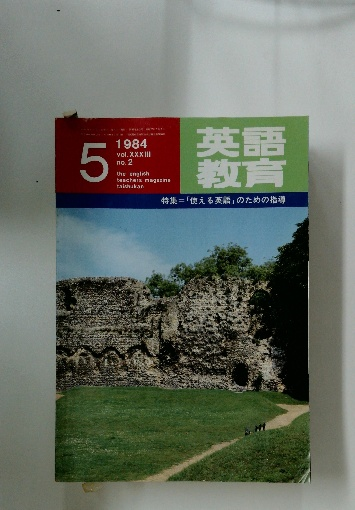 5
1984
vol. XXXIII
no. 2
the english
teachers magazine
taishukan
英語
教育
特集=「使える英語」のための指導